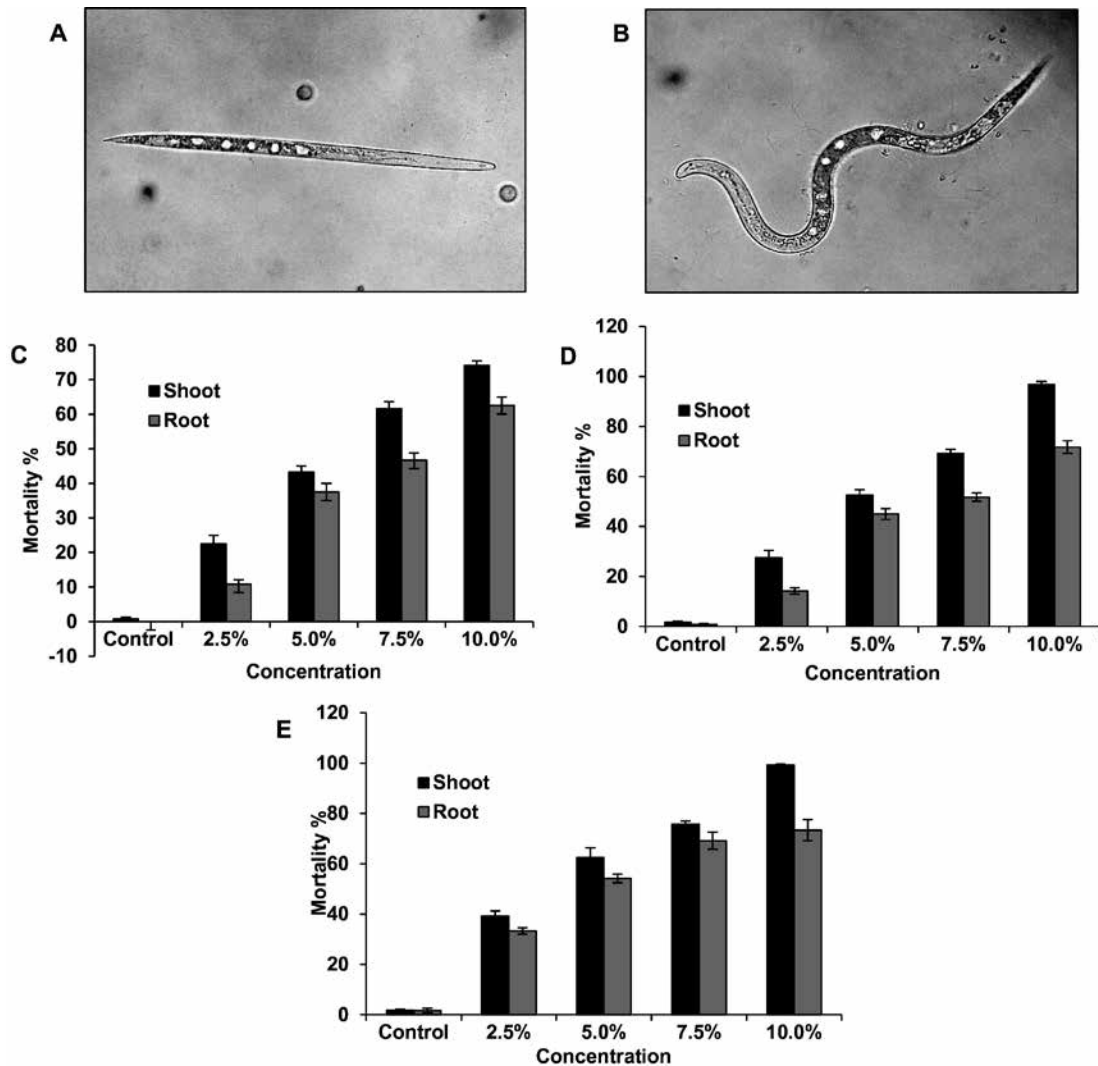 A
B
C
80
70
60
50
40
30
20
10
0
-10
Mortality %
Shoot
Root
Control 2.5% 5.0% 7.5% 10.0%
Concentration
D
120
100
80
60
40
20
0
Mortality %
Shoot
Root
Control 2.5% 5.0% 7.5% 10.0%
Concentration
E
120
100
80
60
40
20
0
Mortality %
Shoot
Root
Control 2.5% 5.0% 7.5% 10.0%
Concentration